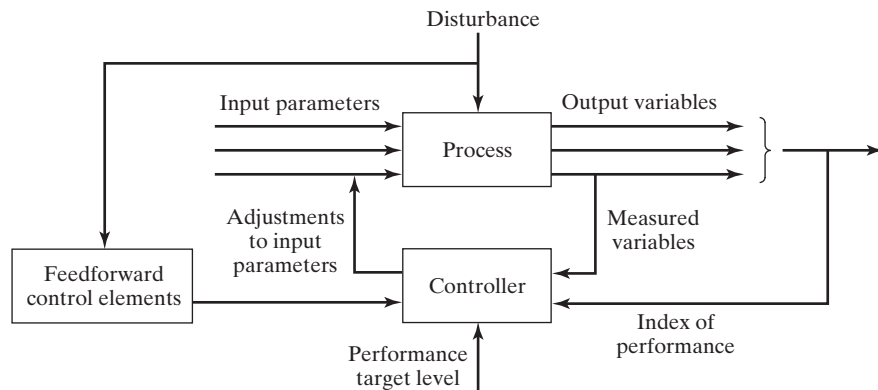 Disturbance
Input parameters
Output variables
Process
Adjustments
to input
parameters
Measured
variables
Feedforward
control elements
Controller
Index of
performance
Performance
target level